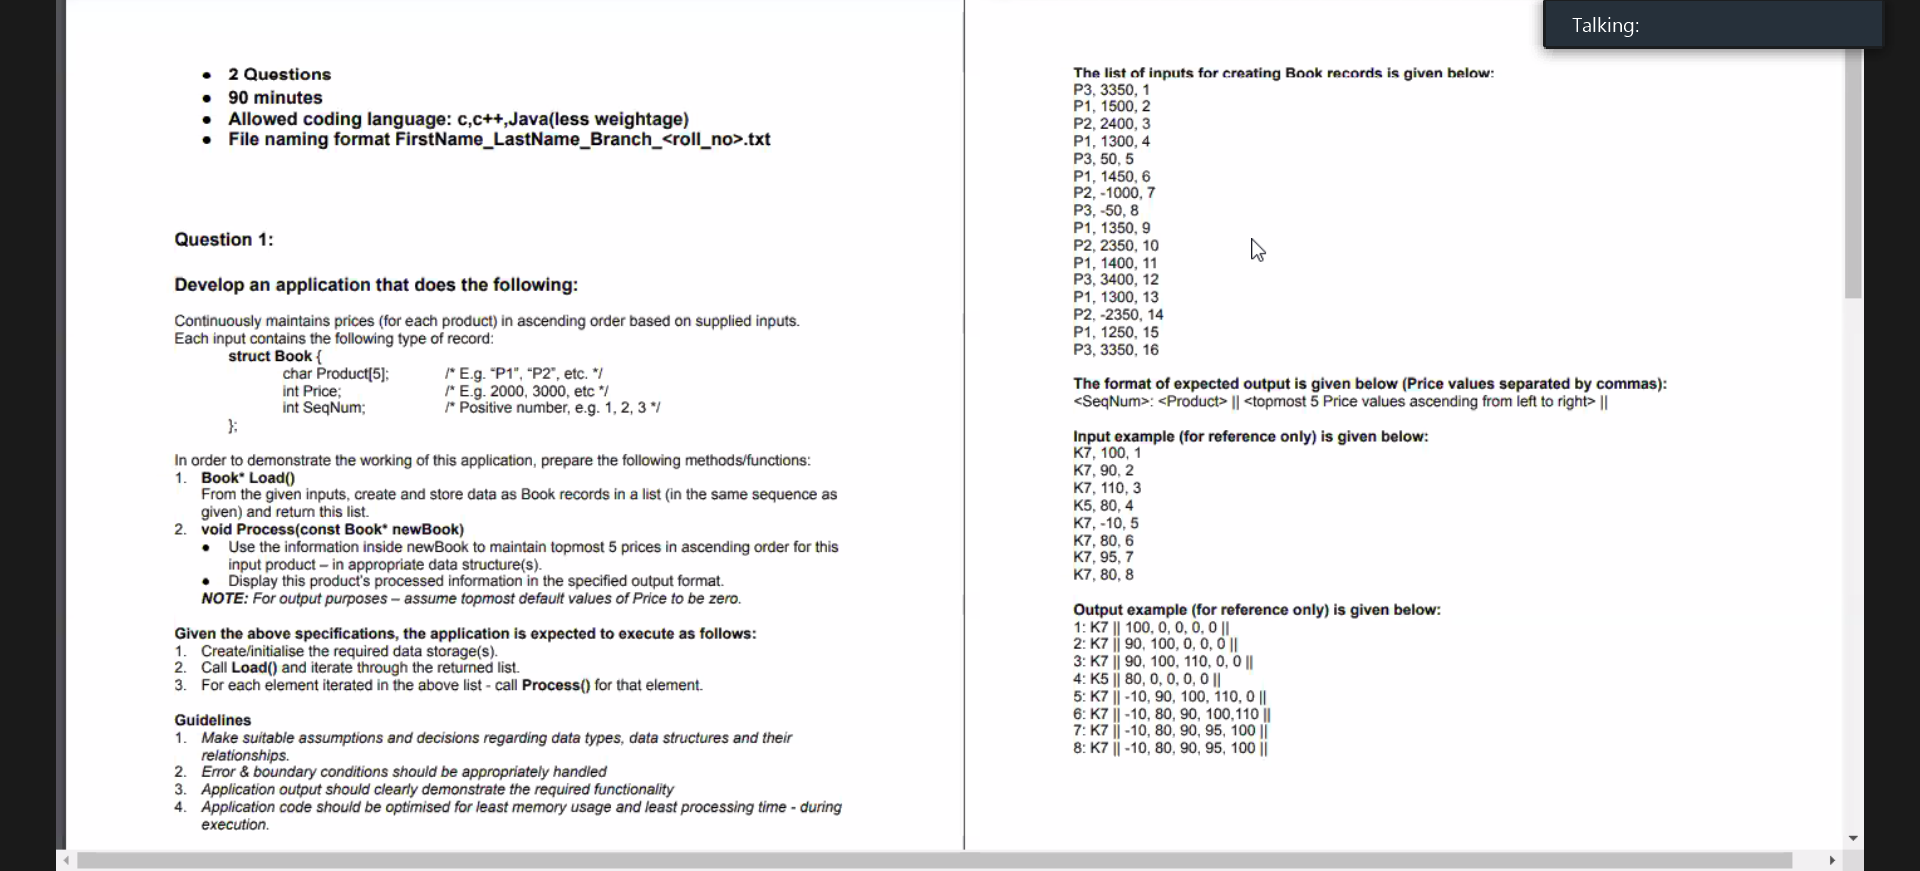 Talking:
• 2 Questions
• 90 minutes
• Allowed coding language: c,c++,Java(less weightage)
• File naming format FirstName_LastName_Branch_<roll_no>.txt
Question 1:
Develop an application that does the following:
Continuously maintains prices (for each product) in ascending order based on supplied inputs.
Each input contains the following type of record:
struct Book {
char Product[5]; /* E.g. "P1", "P2", etc. */
int Price; /* E.g. 2000, 3000, etc */
int SeqNum; /* Positive number, e.g. 1, 2, 3 */
};
In order to demonstrate the working of this application, prepare the following methods/functions:
1. Book* Load()
From the given inputs, create and store data as Book records in a list (in the same sequence as
given) and return this list.
2. void Process(const Book* newBook)
• Use the information inside newBook to maintain topmost 5 prices in ascending order for this
input product – in appropriate data structure(s).
• Display this product's processed information in the specified output format.
NOTE: For output purposes – assume topmost default values of Price to be zero.
Given the above specifications, the application is expected to execute as follows:
1. Create/initialise the required data storage(s).
2. Call Load() and iterate through the returned list.
3. For each element iterated in the above list - call Process() for that element.
Guidelines
1. Make suitable assumptions and decisions regarding data types, data structures and their
relationships.
2. Error & boundary conditions should be appropriately handled
3. Application output should clearly demonstrate the required functionality
4. Application code should be optimised for least memory usage and least processing time - during
execution.
The list of inputs for creating Book records is given below:
P3, 3350, 1
P1, 1500, 2
P2, 2400, 3
P1, 1300, 4
P3, 50, 5
P1, 1450, 6
P2, -1000, 7
P3, -50, 8
P1, 1350, 9
P2, 2350, 10
P1, 1400, 11
P3, 3400, 12
P1, 1300, 13
P2, -2350, 14
P1, 1250, 15
P3, 3350, 16
The format of expected output is given below (Price values separated by commas):
<SeqNum>: <Product> || <topmost 5 Price values ascending from left to right> ||
Input example (for reference only) is given below:
K7, 100, 1
K7, 90, 2
K7, 110, 3
K5, 80, 4
K7, -10, 5
K7, 80, 6
K7, 95, 7
K7, 80, 8
Output example (for reference only) is given below:
1: K7 || 100, 0, 0, 0, 0 ||
2: K7 || 90, 100, 0, 0, 0 ||
3: K7 || 90, 100, 110, 0, 0 ||
4: K5 || 80, 0, 0, 0, 0 ||
5: K7 || -10, 90, 100, 110, 0 ||
6: K7 || -10, 80, 90, 100,110 ||
7: K7 || -10, 80, 90, 95, 100 ||
8: K7 || -10, 80, 90, 95, 100 ||